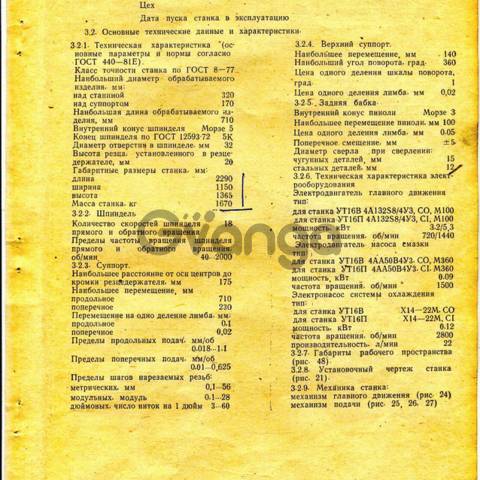 Цех
Дата пуска станка в эксплуатацию
3.2. Основные технические данные и характеристики.
3.2.1. Техническая характеристика (основные параметры и нормы согласно
ГОСТ 440—81Е).
Класс точности станка по ГОСТ 8—77
Наибольший диаметр обрабатываемого
изделия. мм:
над станиной 320
над суппортом 170
Наибольшая длина обрабатываемого изделия, мм 710
Внутренний конус шпинделя Морзе 5
Конец шпинделя по ГОСТ 12593-72 5К
Диаметр отверстия в шпинделе. мм 32
Высота резца. установленного в резцедержателе, мм 20
Габаритные размеры станка. мм:
длина 2290
ширина 1150
высота 1365
Масса станка. кг 1670
3.2.2. Шпиндель
Количество скоростей шпинделя 18
прямого и обратного вращения
Пределы частоты вращения шпинделя
прямого и обратного вращения.
об/мин 40—2000
3.2.3. Суппорт.
Наибольшее расстояние от оси центров до
кромки резцедержателя. мм 175
Наибольшее перемещение, мм
продольное 710
поперечное 220
Перемещение на одно деление лимба. мм:
продольное 0.1
поперечное 0,02
Пределы продольных подач. мм/об
0.018—1.1
Пределы поперечных подач. мм/об
0.01—0,625
Пределы шагов нарезаемых резьб:
метрических. мм 0,1—56
модульных. модуль 0.1—28
дюймовых. число ниток на 1 дюйм 3—60
3.2.4. Верхний суппорт.
Наибольшее перемещение, мм 140
Наибольший угол поворота. град. 360
Цена одного деления шкалы поворота,
град. 1
Цена одного деления лимба. мм 0,02
3.2.5. Задняя бабка.
Внутренний конус пиноли Морзе 3
Наибольшее перемещение пиноли. мм 100
Цена одного деления лимба. мм 0.05
Поперечное смещение. мм ±5
Диаметр сверла при сверлении:
чугунных деталей, мм 15
стальных деталей. мм 12
3.2.6. Техническая характеристика электрооборудования
Электродвигатель главного движения
тип:
для станка УТ16В 4А132S8/4У3, СО, М100
для станка УТ16П 4А132S8/4У3, СІ, М100
мощность. кВт 3.2/5,3
частота вращения. об/мин 720/1440
Электродвигатель насоса смазки
тип:
для станка УТ16В 4АА50В4У3. СО, М360
для станка УТ16П 4АА50В4У3, СІ. М360
мощность, кВт 0.09
частота вращения. об/мин 1500
Электронасос системы охлаждения
тип:
для станка УТ16В Х14—22М. СО
для станка УТ16П Х14—22М, СІ
мощность. кВт 0.12
частота вращения. об/мин 2800
производительность. л/мин 22
3.2.7. Габариты рабочего пространства
(рис. 48).
3.2.8. Установочный чертеж станка
(рис. 21).
3.2.9. Механика станка:
механизм главного движения (рис. 24)
механизм подачи (рис. 25, 26. 27)